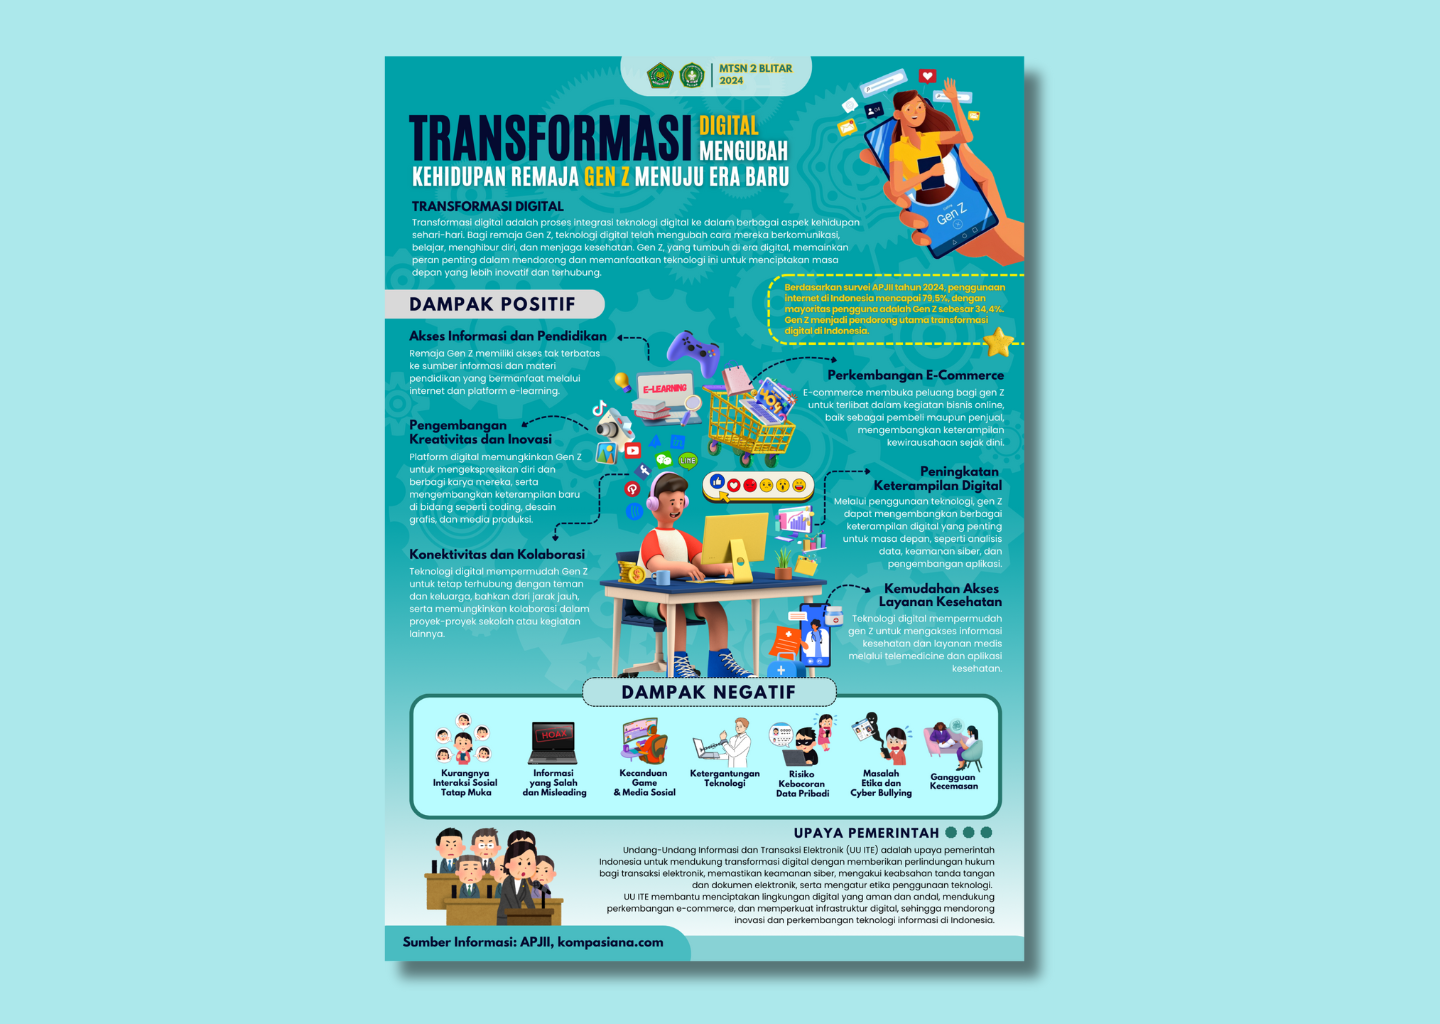 MTSN 2 BLITAR
2024
TRANSFORMASI DIGITAL
MENGUBAH
KEHIDUPAN REMAJA GEN Z MENUJU ERA BARU
Gen Z
TRANSFORMASI DIGITAL
Transformasi digital adalah proses integrasi teknologi digital ke dalam berbagai aspek kehidupan
sehari-hari. Bagi remaja Gen Z, teknologi digital telah mengubah cara mereka berkomunikasi,
belajar, menghibur diri, dan menjaga kesehatan. Gen Z, yang tumbuh di era digital, memainkan
peran penting dalam mendorong dan memanfaatkan teknologi ini untuk menciptakan masa
depan yang lebih inovatif dan terhubung.
Berdasarkan survei APJII tahun 2024, penggunaan
internet di Indonesia mencapai 79,5%, dengan
mayoritas pengguna adalah Gen Z sebesar 34,4%.
Gen Z menjadi pendorong utama transformasi
digital di Indonesia.
DAMPAK POSITIF
Akses Informasi dan Pendidikan
Remaja Gen Z memiliki akses tak terbatas
ke sumber informasi dan materi
pendidikan yang bermanfaat melalui
internet dan platform e-learning.
Pengembangan
Kreativitas dan Inovasi
Platform digital memungkinkan Gen Z
untuk mengekspresikan diri dan
berbagi karya mereka, serta
mengembangkan keterampilan baru
di bidang seperti coding, desain
grafis, dan media produksi.
Konektivitas dan Kolaborasi
Teknologi digital mempermudah Gen Z
untuk tetap terhubung dengan teman
dan keluarga, bahkan dari jarak jauh,
serta memungkinkan kolaborasi dalam
proyek-proyek sekolah atau kegiatan
lainnya.
E-LEARNING
LINE
Perkembangan E-Commerce
E-commerce membuka peluang bagi gen Z
untuk terlibat dalam kegiatan bisnis online,
baik sebagai pembeli maupun penjual,
mengembangkan keterampilan
kewirausahaan sejak dini.
Peningkatan
Keterampilan Digital
Melalui penggunaan teknologi, gen Z
dapat mengembangkan berbagai
keterampilan digital yang penting
untuk masa depan, seperti analisis
data, keamanan siber, dan
pengembangan aplikasi.
Kemudahan Akses
Layanan Kesehatan
Teknologi digital mempermudah
gen Z untuk mengakses informasi
kesehatan dan layanan medis
melalui telemedicine dan aplikasi
kesehatan.
DAMPAK NEGATIF
Kurangnya
Interaksi Sosial
Tatap Muka
HOAX
Informasi
yang Salah
dan Misleading
Kecanduan
Game
& Media Sosial
Ketergantungan
Teknologi
Risiko
Kebocoran
Data Pribadi
Masalah
Etika dan
Cyber Bullying
Gangguan
Kecemasan
UPAYA PEMERINTAH
Undang-Undang Informasi dan Transaksi Elektronik (UU ITE) adalah upaya pemerintah
Indonesia untuk mendukung transformasi digital dengan memberikan perlindungan hukum
bagi transaksi elektronik, memastikan keamanan siber, mengakui keabsahan tanda tangan
dan dokumen elektronik, serta mengatur etika penggunaan teknologi.
UU ITE membantu menciptakan lingkungan digital yang aman dan andal, mendukung
perkembangan e-commerce, dan memperkuat infrastruktur digital, sehingga mendorong
inovasi dan perkembangan teknologi informasi di Indonesia.
Sumber Informasi: APJII, kompasiana.com